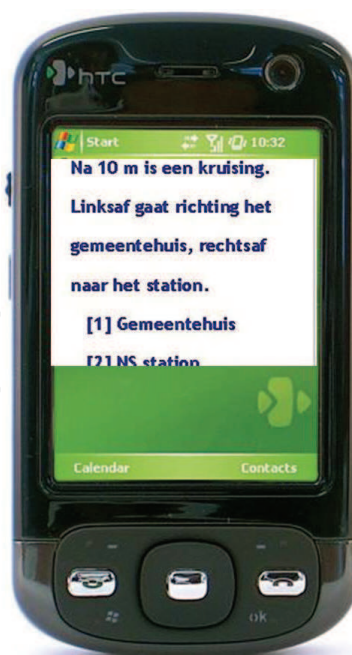 hTC
Start 10:32
Na 10 m is een kruising.
Linksaf gaat richting het
gemeentehuis, rechtsaf
naar het station.
[1] Gemeentehuis
[2] NS station
Calendar Contacts
ok